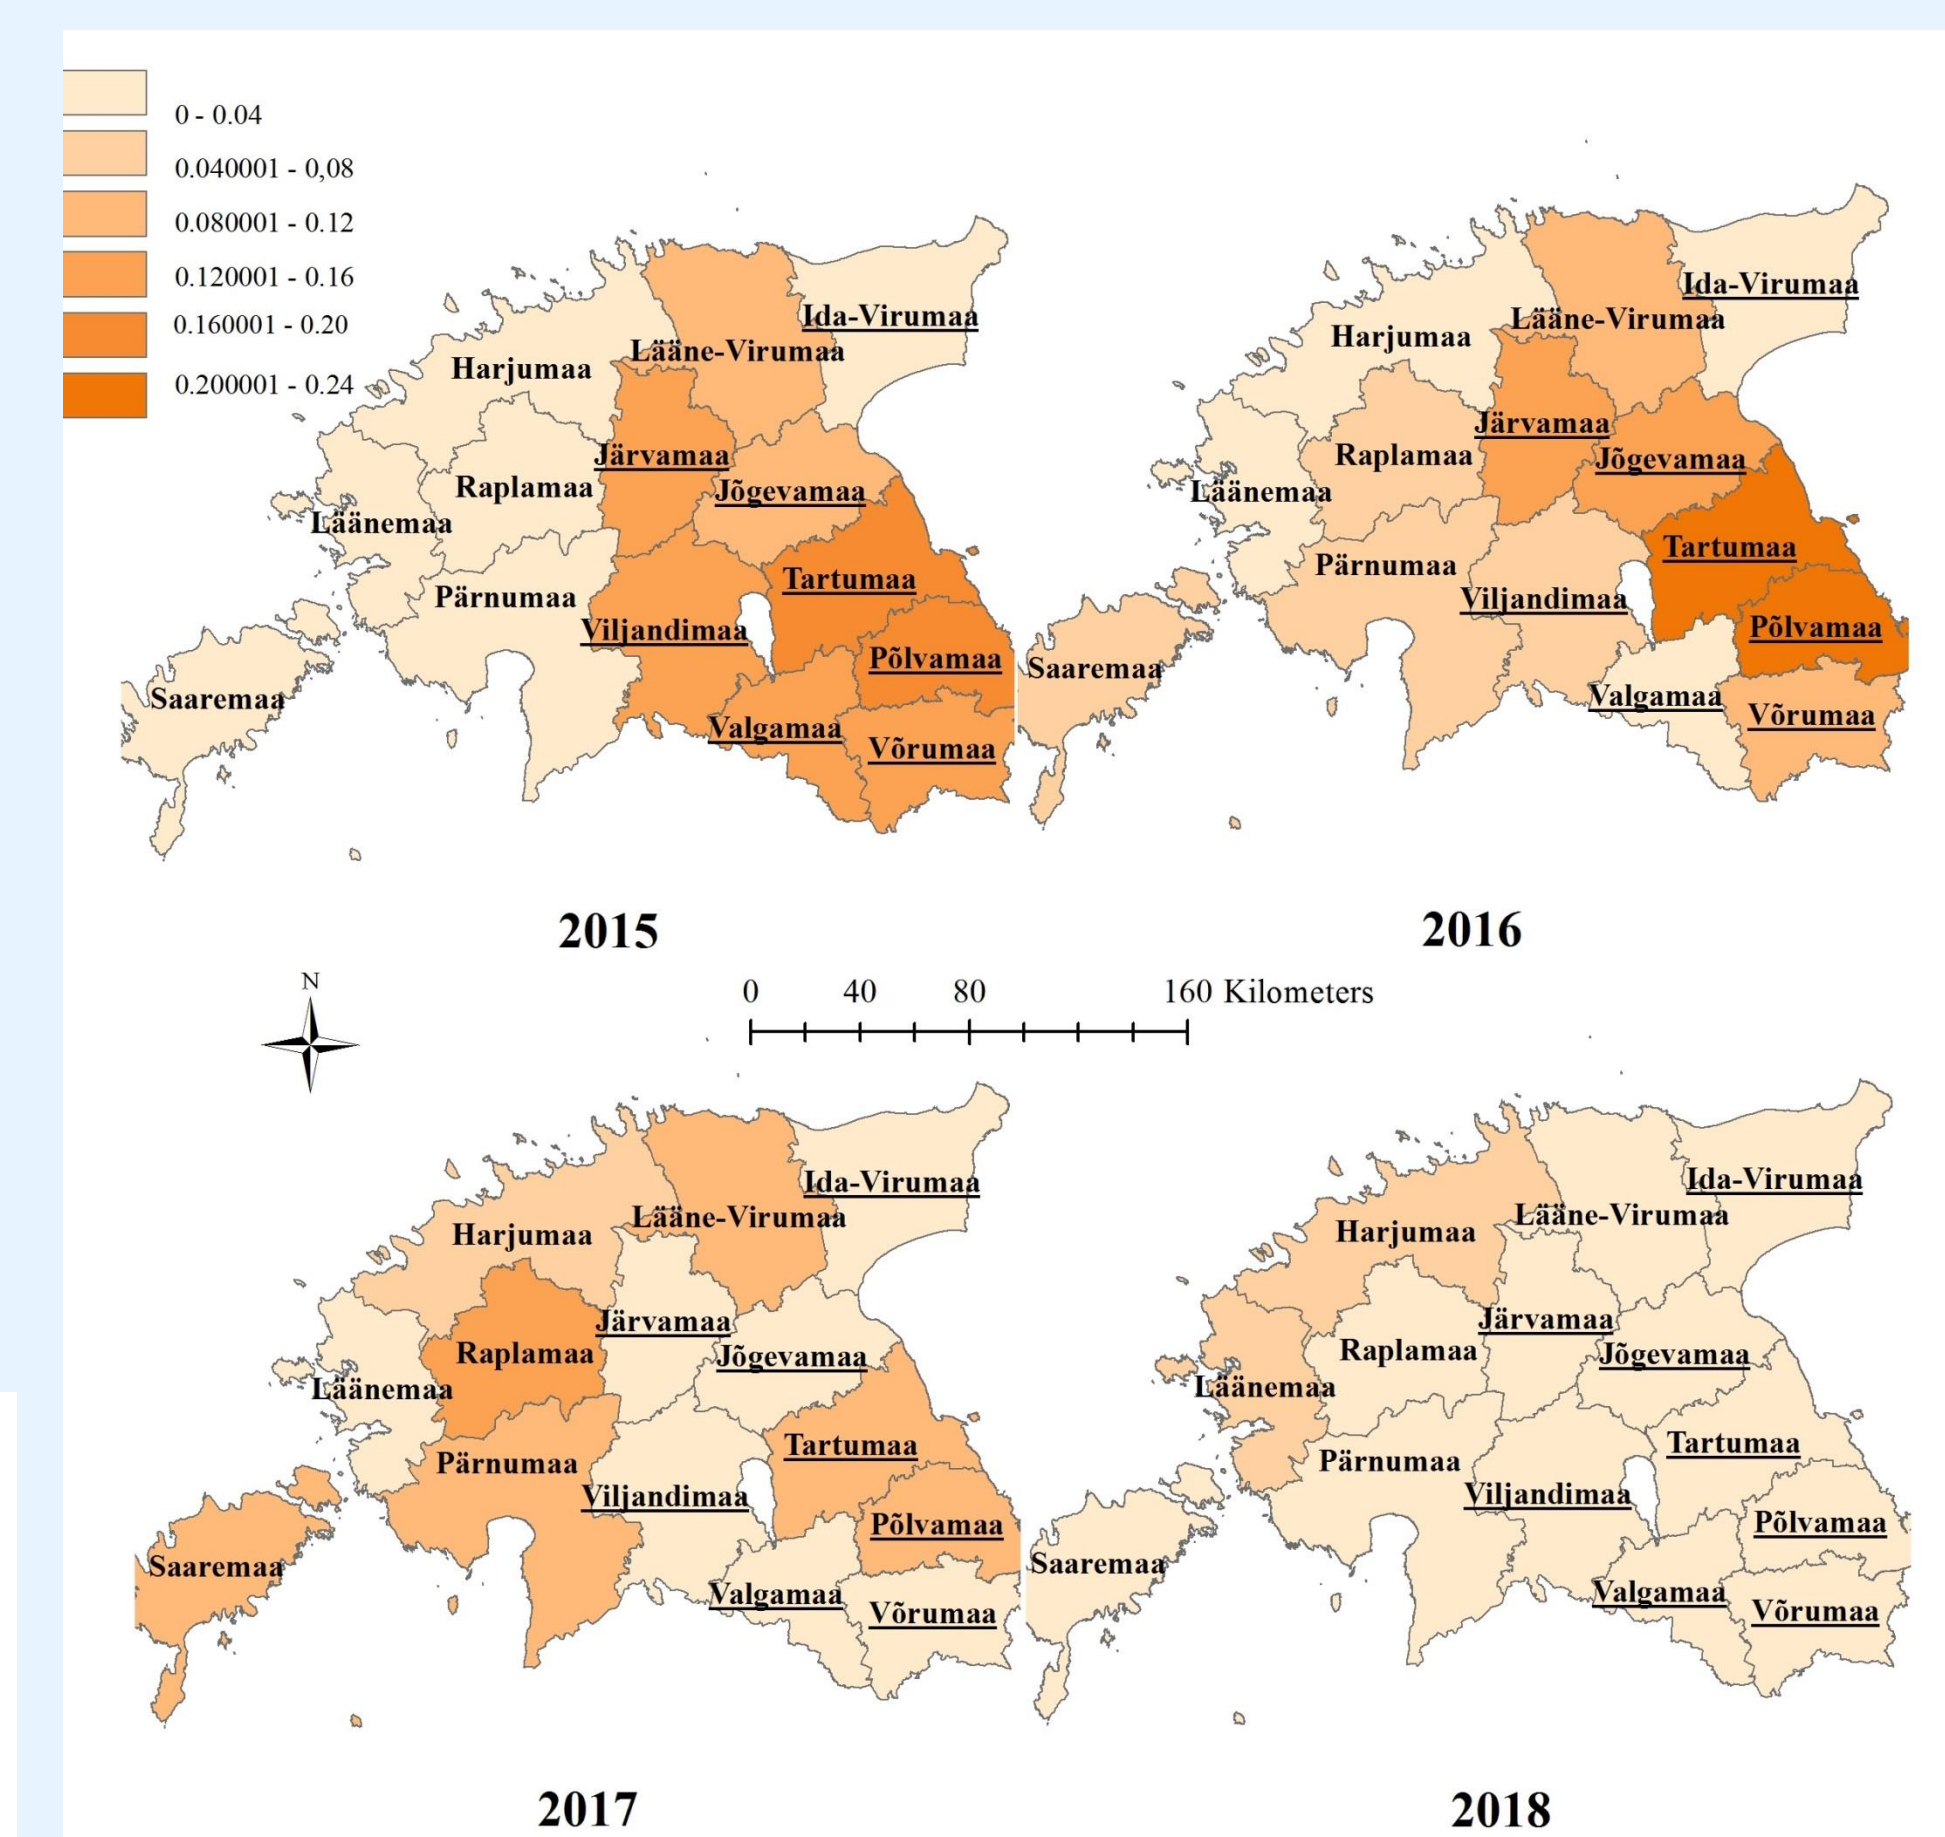 0 - 0.04
0.040001 - 0,08
0.080001 - 0.12
0.120001 - 0.16
0.160001 - 0.20
0.200001 - 0.24
Ida-Virumaa
Lääne-Virumaa
Harjumaa
Järvamaa
Raplamaa
Jõgevamaa
Läänemaa
Tartumaa
Pärnumaa
Viljandimaa
Põlvamaa
Saaremaa
Valgamaa
Võrumaa
2015
Ida-Virumaa
Lääne-Virumaa
Harjumaa
Järvamaa
Raplamaa
Jõgevamaa
Läänemaa
Tartumaa
Pärnumaa
Viljandimaa
Põlvamaa
Saaremaa
Valgamaa
Võrumaa
2016
N
0 40 80 160 Kilometers
Ida-Virumaa
Lääne-Virumaa
Harjumaa
Järvamaa
Raplamaa
Jõgevamaa
Läänemaa
Tartumaa
Pärnumaa
Viljandimaa
Põlvamaa
Saaremaa
Valgamaa
Võrumaa
2017
Ida-Virumaa
Lääne-Virumaa
Harjumaa
Järvamaa
Raplamaa
Jõgevamaa
Läänemaa
Tartumaa
Pärnumaa
Viljandimaa
Põlvamaa
Saaremaa
Valgamaa
Võrumaa
2018